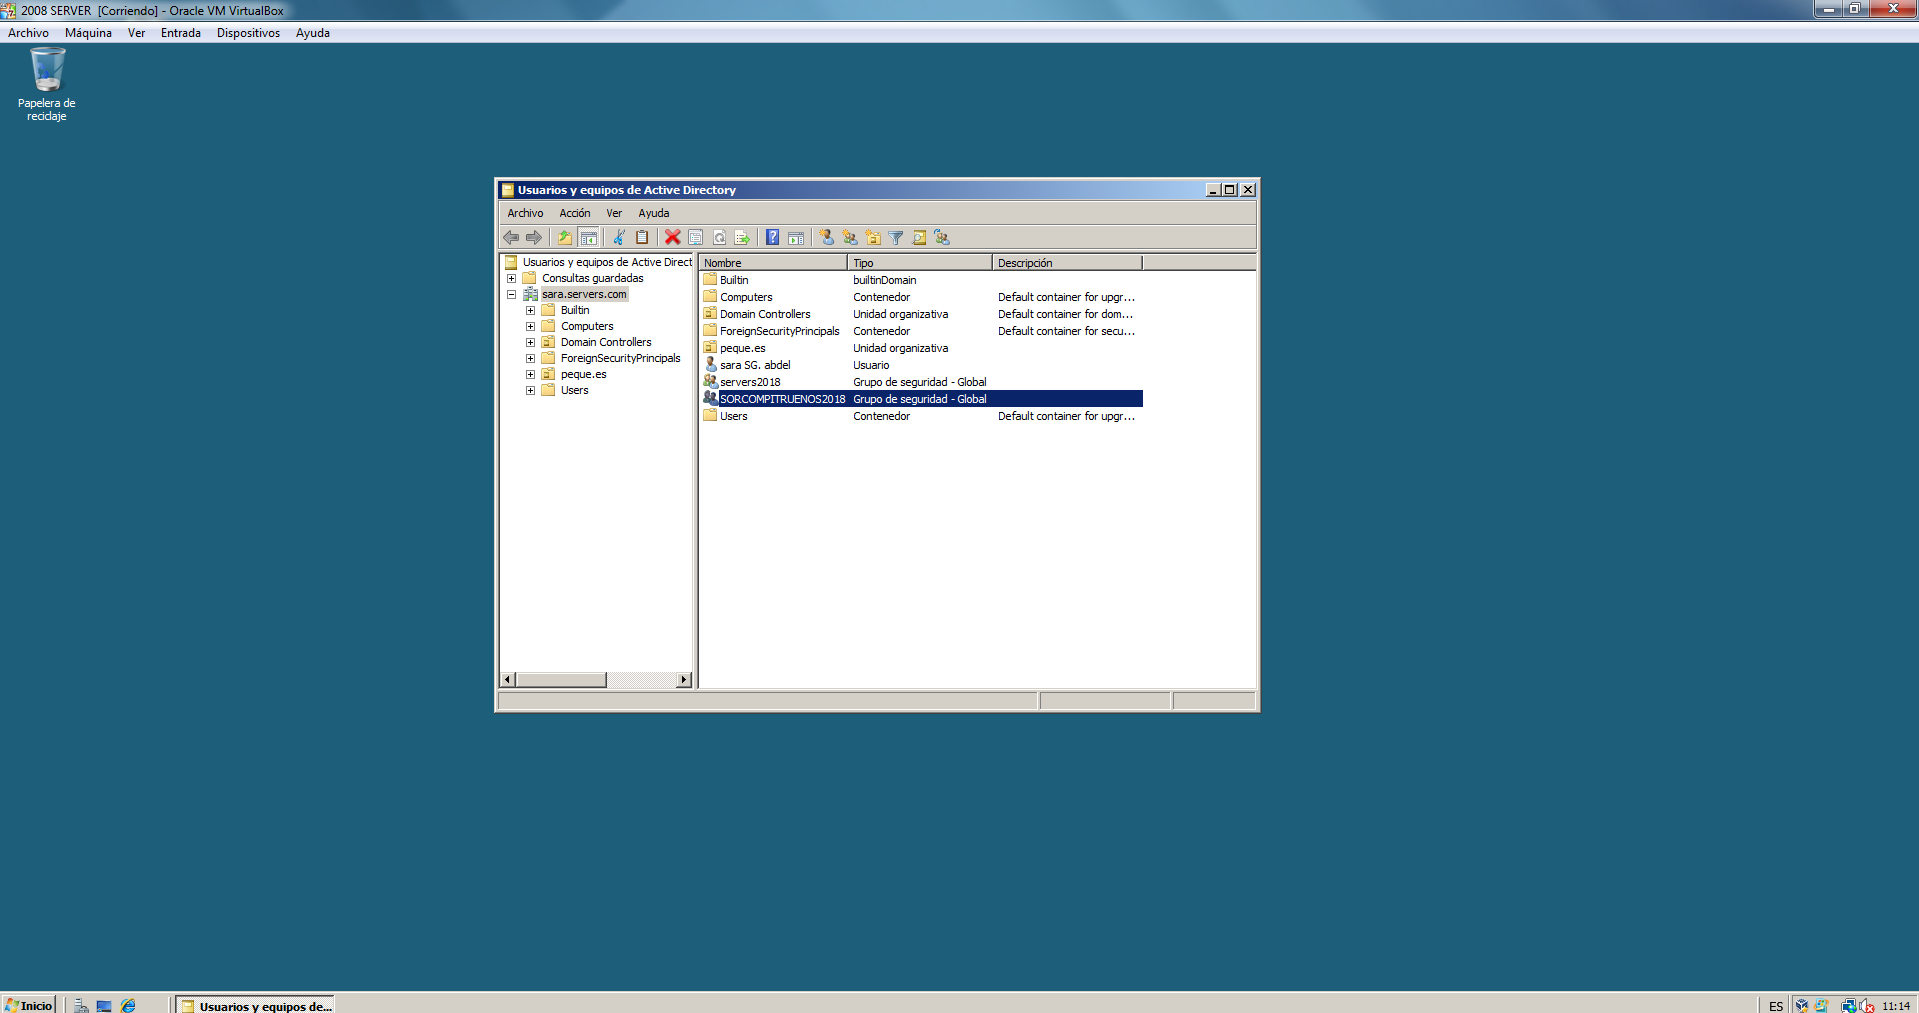 2008 SERVER [Corriendo] - Oracle VM VirtualBox
Archivo Máquina Ver Entrada Dispositivos Ayuda
Papelera de
reciclaje
Usuarios y equipos de Active Directory
Archivo Acción Ver Ayuda
Usuarios y equipos de Active Direct
Consultas guardadas
sara.servers.com
Builtin
Computers
Domain Controllers
ForeignSecurityPrincipals
peque.es
Users
Nombre Tipo Descripción
Builtin builtinDomain
Computers Contenedor Default container for upgr...
Domain Controllers Unidad organizativa Default container for dom...
ForeignSecurityPrincipals Contenedor Default container for secu...
peque.es Unidad organizativa
sara SG. abdel Usuario
servers2018 Grupo de seguridad - Global
SORCOMPITRUENOS2018 Grupo de seguridad - Global
Users Contenedor Default container for upgr...
Inicio Usuarios y equipos de... ES 11:14